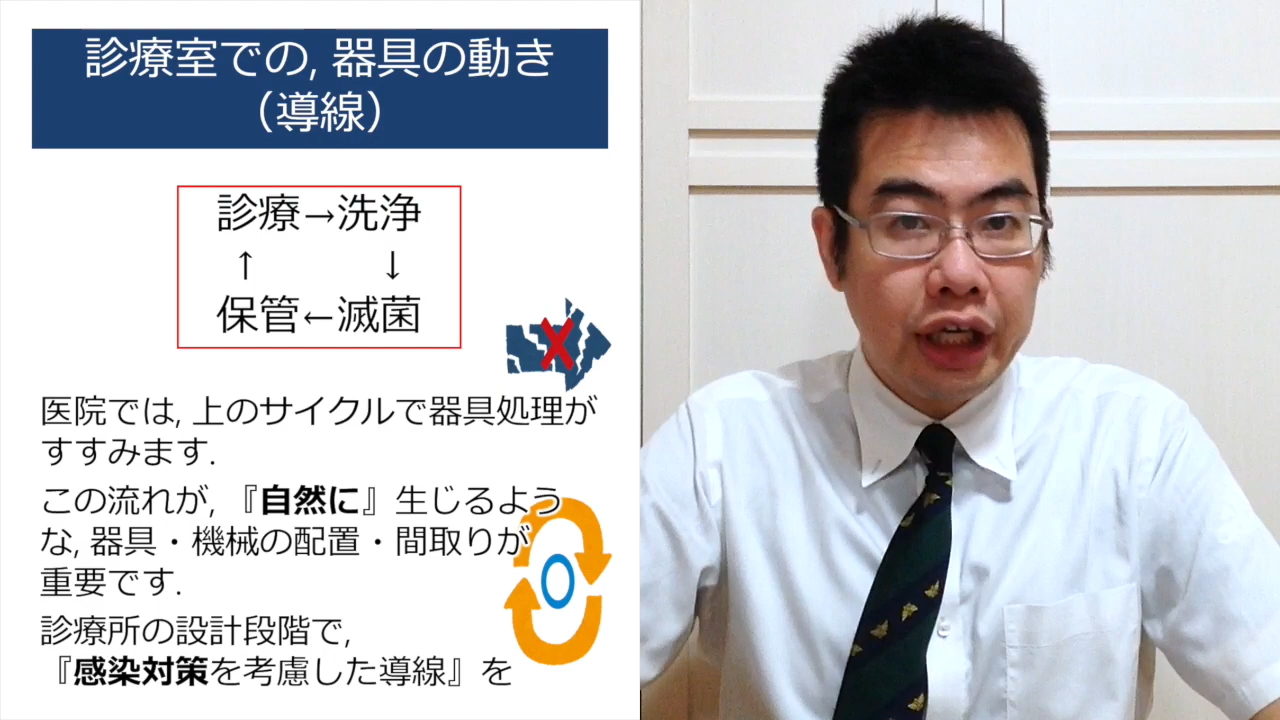 診療室での, 器具の動き
（導線）
診療→洗浄
↑ ↓
保管←滅菌
X
医院では, 上のサイクルで器具処理が
すすみます.
この流れが, 『自然に』生じるよう
な, 器具・機械の配置・間取りが
重要です.
診療所の設計段階で,
『感染対策を考慮した導線』を